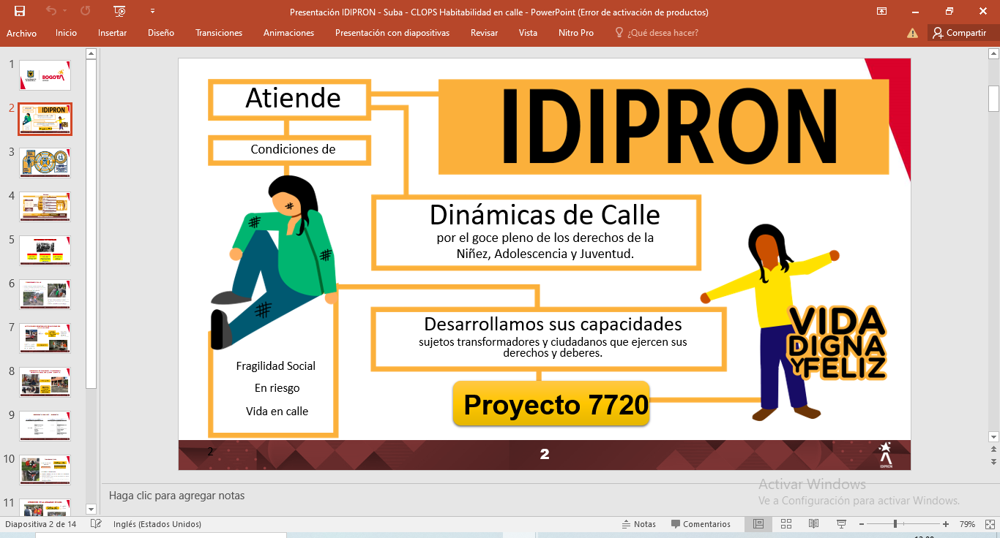 Presentación IDIPRON - Suba - CLOPS Habitabilidad en calle - PowerPoint (Error de activación de productos)
Archivo Inicio Insertar Diseño Transiciones Animaciones Presentación con diapositivas Revisar Vista Nitro Pro ¿Qué desea hacer? Compartir
1
BOGOTÁ
2
IDIPRON
3
4
5
6
7
8
9
10
11
Atiende
Condiciones de
IDIPRON
Dinámicas de Calle
por el goce pleno de los derechos de la
Niñez, Adolescencia y Juventud.
Desarrollamos sus capacidades
sujetos transformadores y ciudadanos que ejercen sus
derechos y deberes.
Fragilidad Social
En riesgo
Vida en calle
Proyecto 7720
VIDA
DIGNA
Y FELIZ
2
2
IDIPRON
Haga clic para agregar notas
Activar Windows
Ve a Configuración para activar Windows.
Diapositiva 2 de 14 Inglés (Estados Unidos) Notas Comentarios 79%